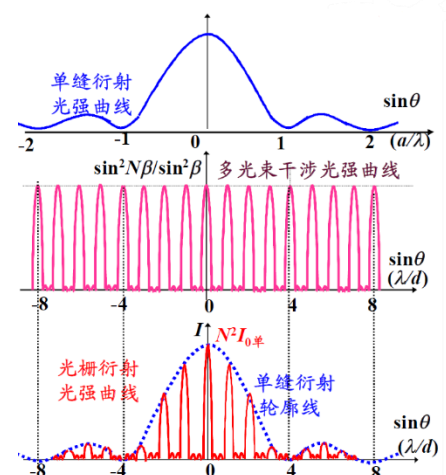 单缝衍射
光强曲线
sinθ
-2 -1 0 1 2 (a/λ)
sin²Nβ/sin²β 多光束干涉光强曲线
sinθ
(λ/d)
-8 -4 0 4 8
I N²I₀单
光栅衍射
光强曲线
单缝衍射
轮廓线
sinθ
(λ/d)
-8 -4 0 4 8